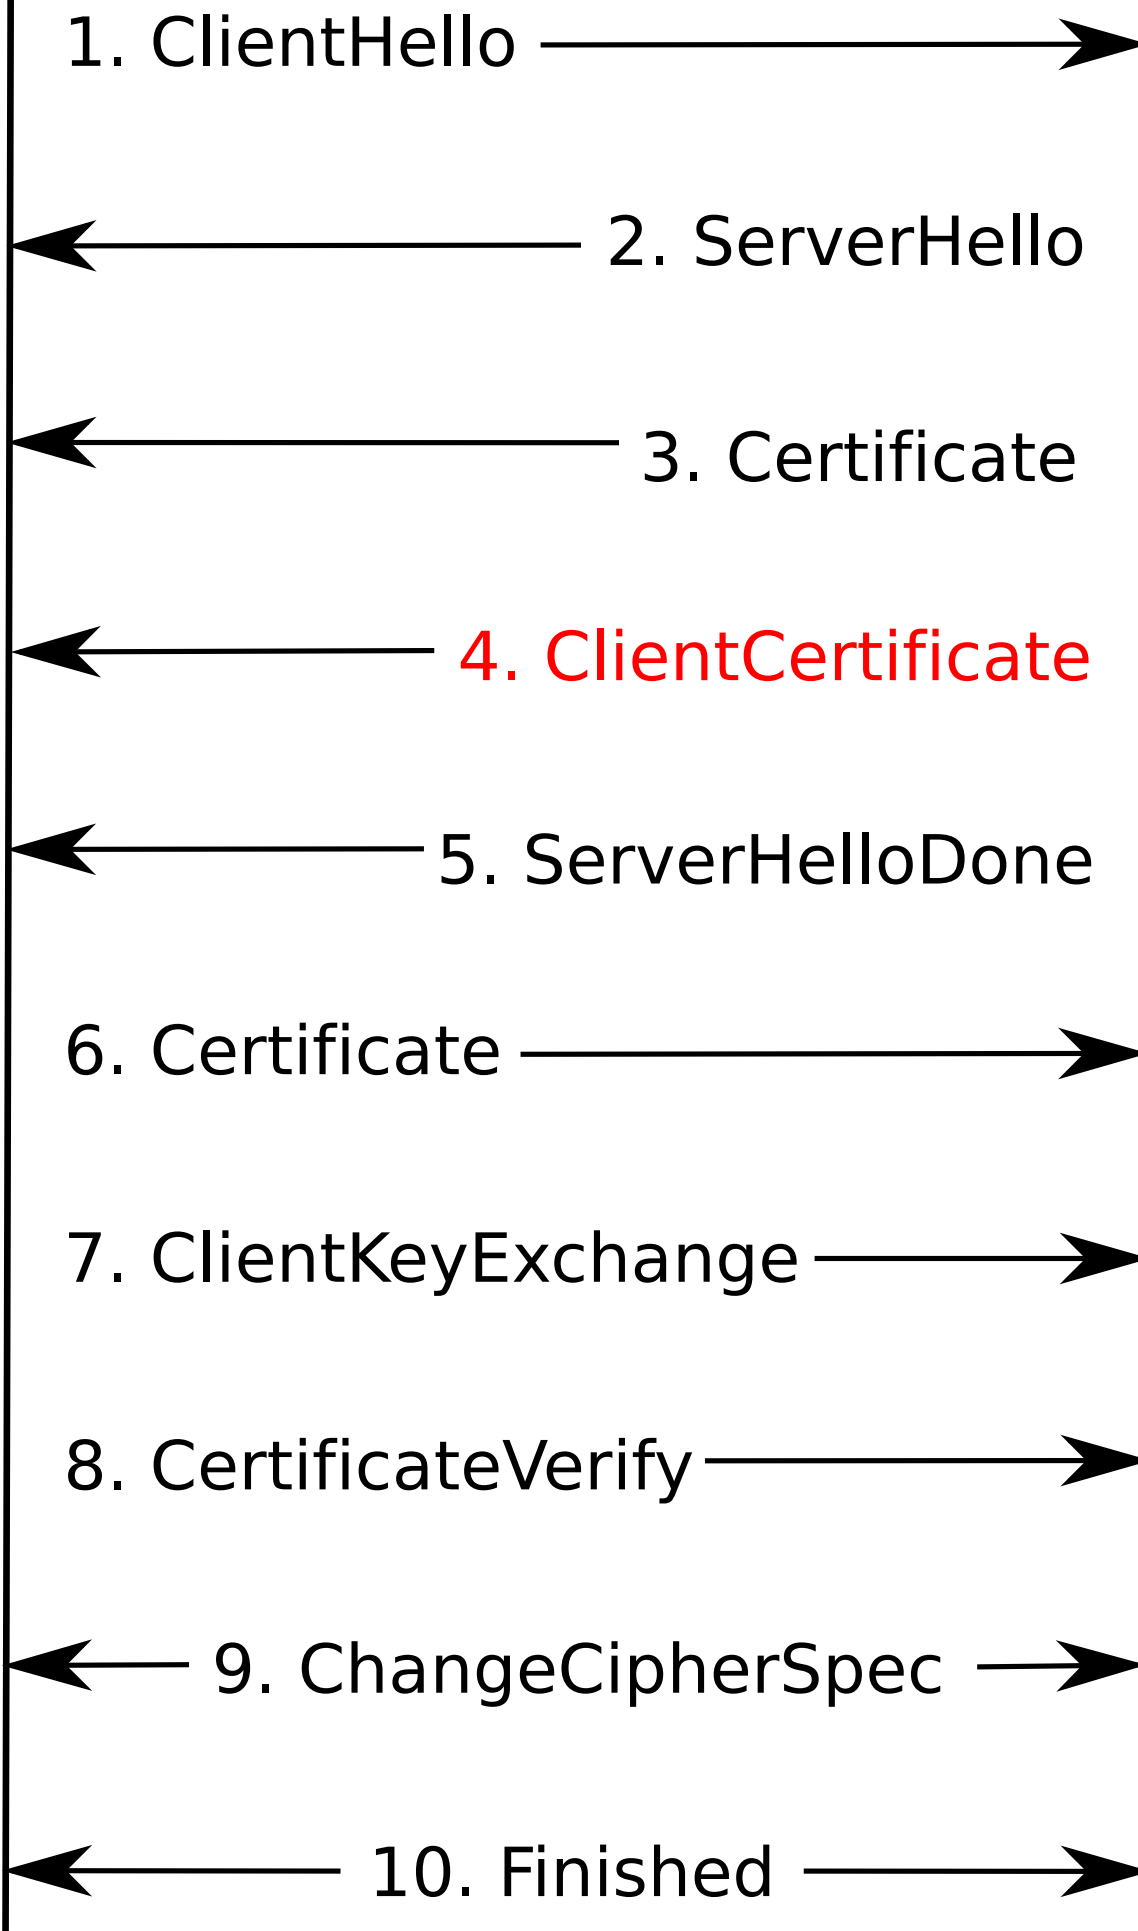 1. ClientHello
2. ServerHello
3. Certificate
4. ClientCertificate
5. ServerHelloDone
6. Certificate
7. ClientKeyExchange
8. CertificateVerify
9. ChangeCipherSpec
10. Finished